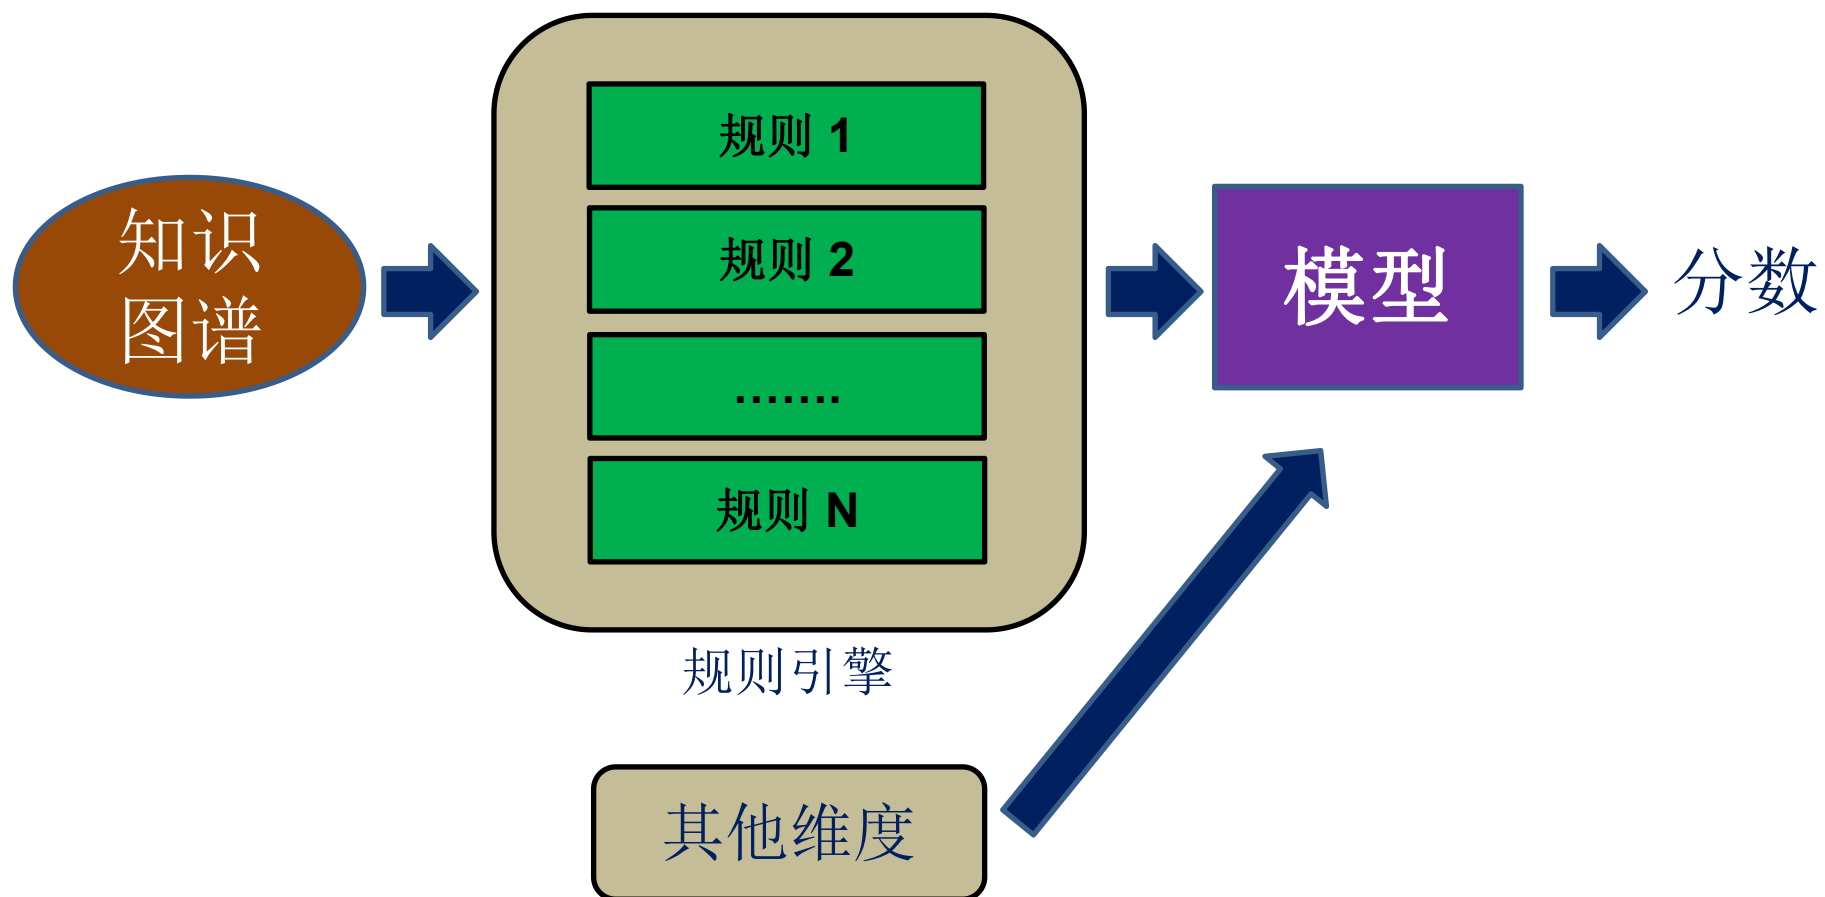 知识
图谱
规则 1
规则 2
.......
规则 N
规则引擎
其他维度
模型
分数